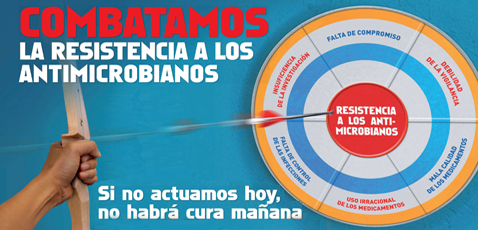 COMBATAMOS
LA RESISTENCIA A LOS
ANTIMICROBIANOS
FALTA DE COMPROMISO
DEBILIDAD
DE LA VIGILANCIA
MALA CALIDAD
DE LOS MEDICAMENTOS
USO IRRACIONAL
DE LOS MEDICAMENTOS
FALTA DE CONTROL
DE LAS INFECCIONES
INSUFICIENCIA
DE LA INVESTIGACIÓN
RESISTENCIA
A LOS ANTI-
MICROBIANOS
Si no actuamos hoy,
no habrá cura mañana